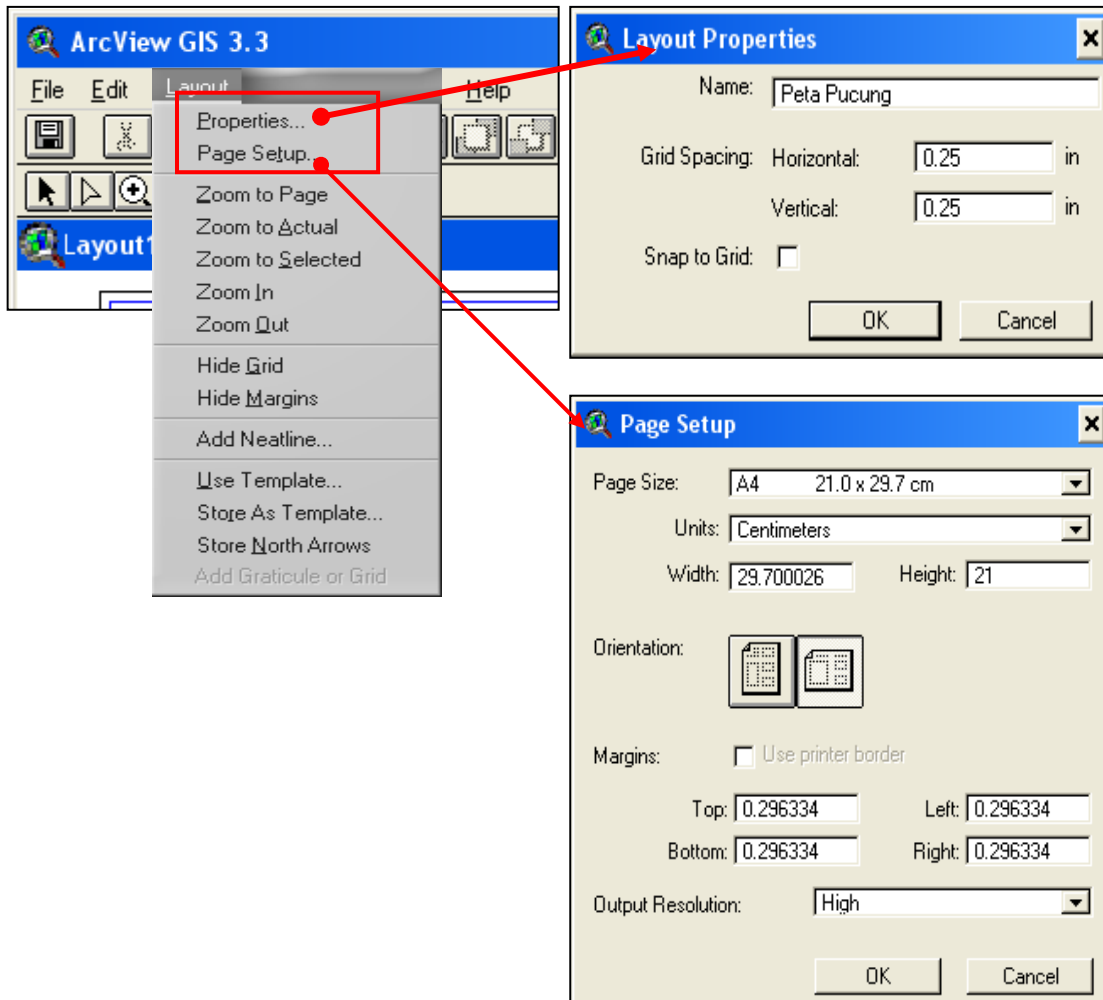 ArcView GIS 3.3
File Edit Layout Help
Properties...
Page Setup...
Zoom to Page
Zoom to Actual
Zoom to Selected
Zoom In
Zoom Out
Hide Grid
Hide Margins
Add Neatline...
Use Template...
Store As Template...
Store North Arrows
Add Graticule or Grid
Layout1
Layout Properties
Name: Peta Pucung
Grid Spacing: Horizontal: 0.25 in
Vertical: 0.25 in
Snap to Grid:
OK Cancel
Page Setup
Page Size: A4 21.0 x 29.7 cm
Units: Centimeters
Width: 29.700026 Height: 21
Orientation:
Margins: Use printer border
Top: 0.296334 Left: 0.296334
Bottom: 0.296334 Right: 0.296334
Output Resolution: High
OK Cancel